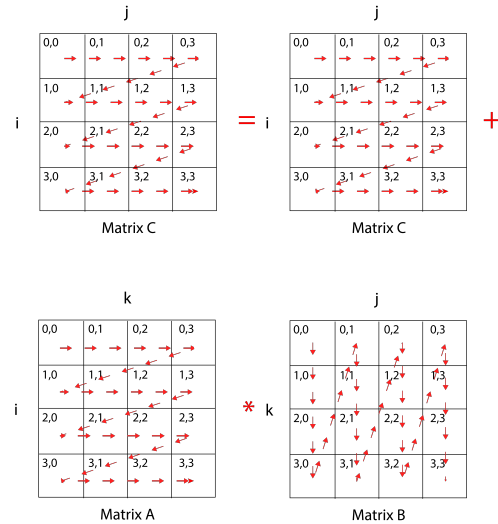 j j
0,0 0,1 0,2 0,3 0,0 0,1 0,2 0,3
1,0 1,1 1,2 1,3 1,0 1,1 1,2 1,3
i = i +
2,0 2,1 2,2 2,3 2,0 2,1 2,2 2,3
3,0 3,1 3,2 3,3 3,0 3,1 3,2 3,3
Matrix C Matrix C
k j
0,0 0,1 0,2 0,3 0,0 0,1 0,2 0,3
1,0 1,1 1,2 1,3 1,0 1,1 1,2 1,3
i * k
2,0 2,1 2,2 2,3 2,0 2,1 2,2 2,3
3,0 3,1 3,2 3,3 3,0 3,1 3,2 3,3
Matrix A Matrix B